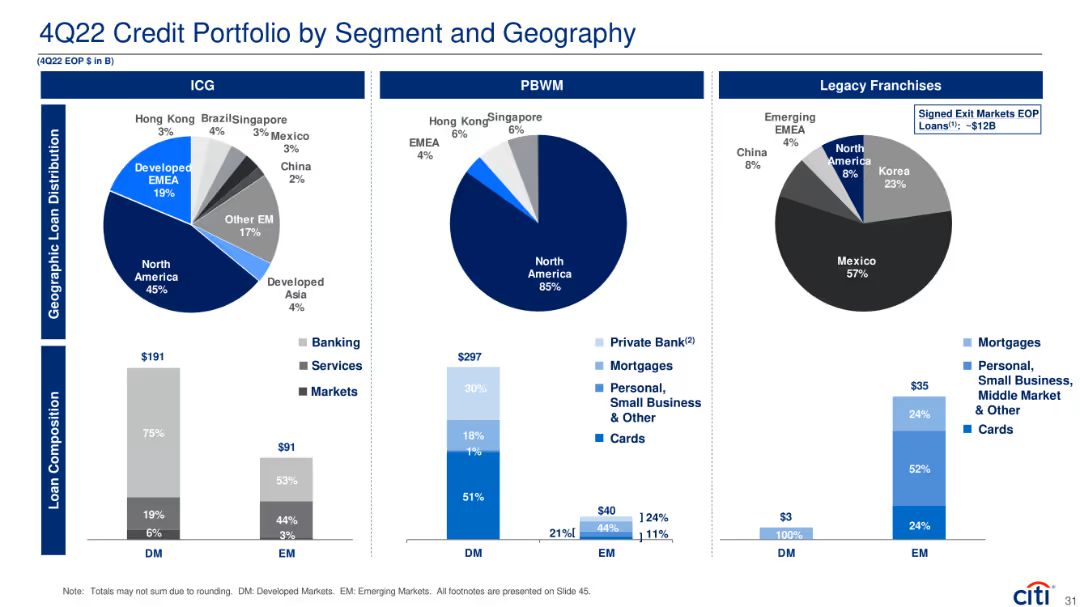 4Q22 Credit Portfolio by Segment and Geography
(4Q22 EOP $ in B)
ICG
PBWM
Legacy Franchises
Geographic Loan Distribution
Hong Kong
3%
Brazil
4%
Singapore
3%
Mexico
3%
China
2%
Other EM
17%
Developed
Asia
4%
North
America
45%
Developed
EMEA
19%
EMEA
4%
Hong Kong
6%
Singapore
6%
North
America
85%
Signed Exit Markets EOP
Loans(1): ~$12B
Emerging
EMEA
4%
China
8%
North
America
8%
Korea
23%
Mexico
57%
Loan Composition
Banking
Services
Markets
$191
75%
19%
6%
DM
$91
53%
44%
3%
EM
Private Bank(2)
Mortgages
Personal,
Small Business
& Other
Cards
$297
30%
18%
1%
51%
DM
$40
24%
44%
21%
11%
EM
Mortgages
Personal,
Small Business,
Middle Market
& Other
Cards
$3
100%
DM
$35
24%
52%
24%
EM
Note: Totals may not sum due to rounding. DM: Developed Markets. EM: Emerging Markets. All footnotes are presented on Slide 45.
citi
31